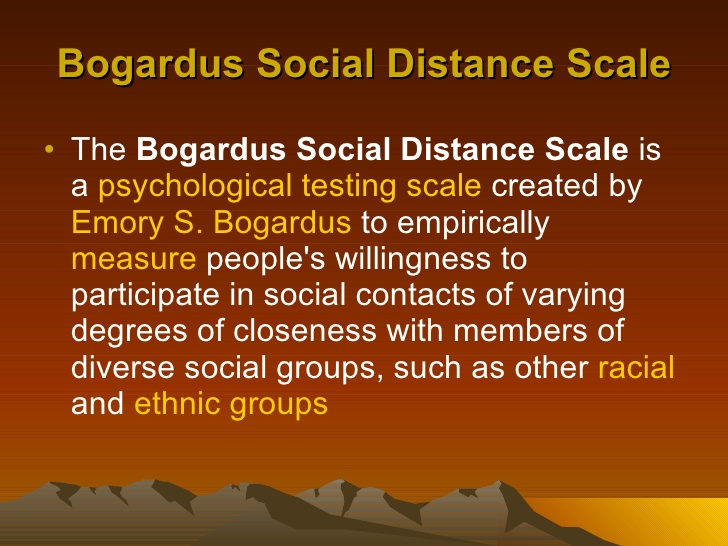 Bogardus Social Distance Scale
• The Bogardus Social Distance Scale is
a psychological testing scale created by
Emory S. Bogardus to empirically
measure people's willingness to
participate in social contacts of varying
degrees of closeness with members of
diverse social groups, such as other racial
and ethnic groups